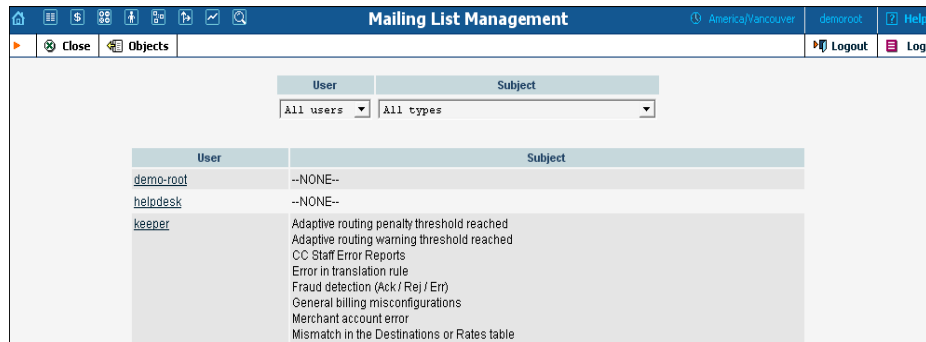 Mailing List Management
America/Vancouver
demoroot
Help
Close
Objects
Logout
Log
User Subject
All users All types
User Subject
demo-root --NONE--
helpdesk --NONE--
keeper Adaptive routing penalty threshold reached
Adaptive routing warning threshold reached
CC Staff Error Reports
Error in translation rule
Fraud detection (Ack / Rej / Err)
General billing misconfigurations
Merchant account error
Mismatch in the Destinations or Rates table